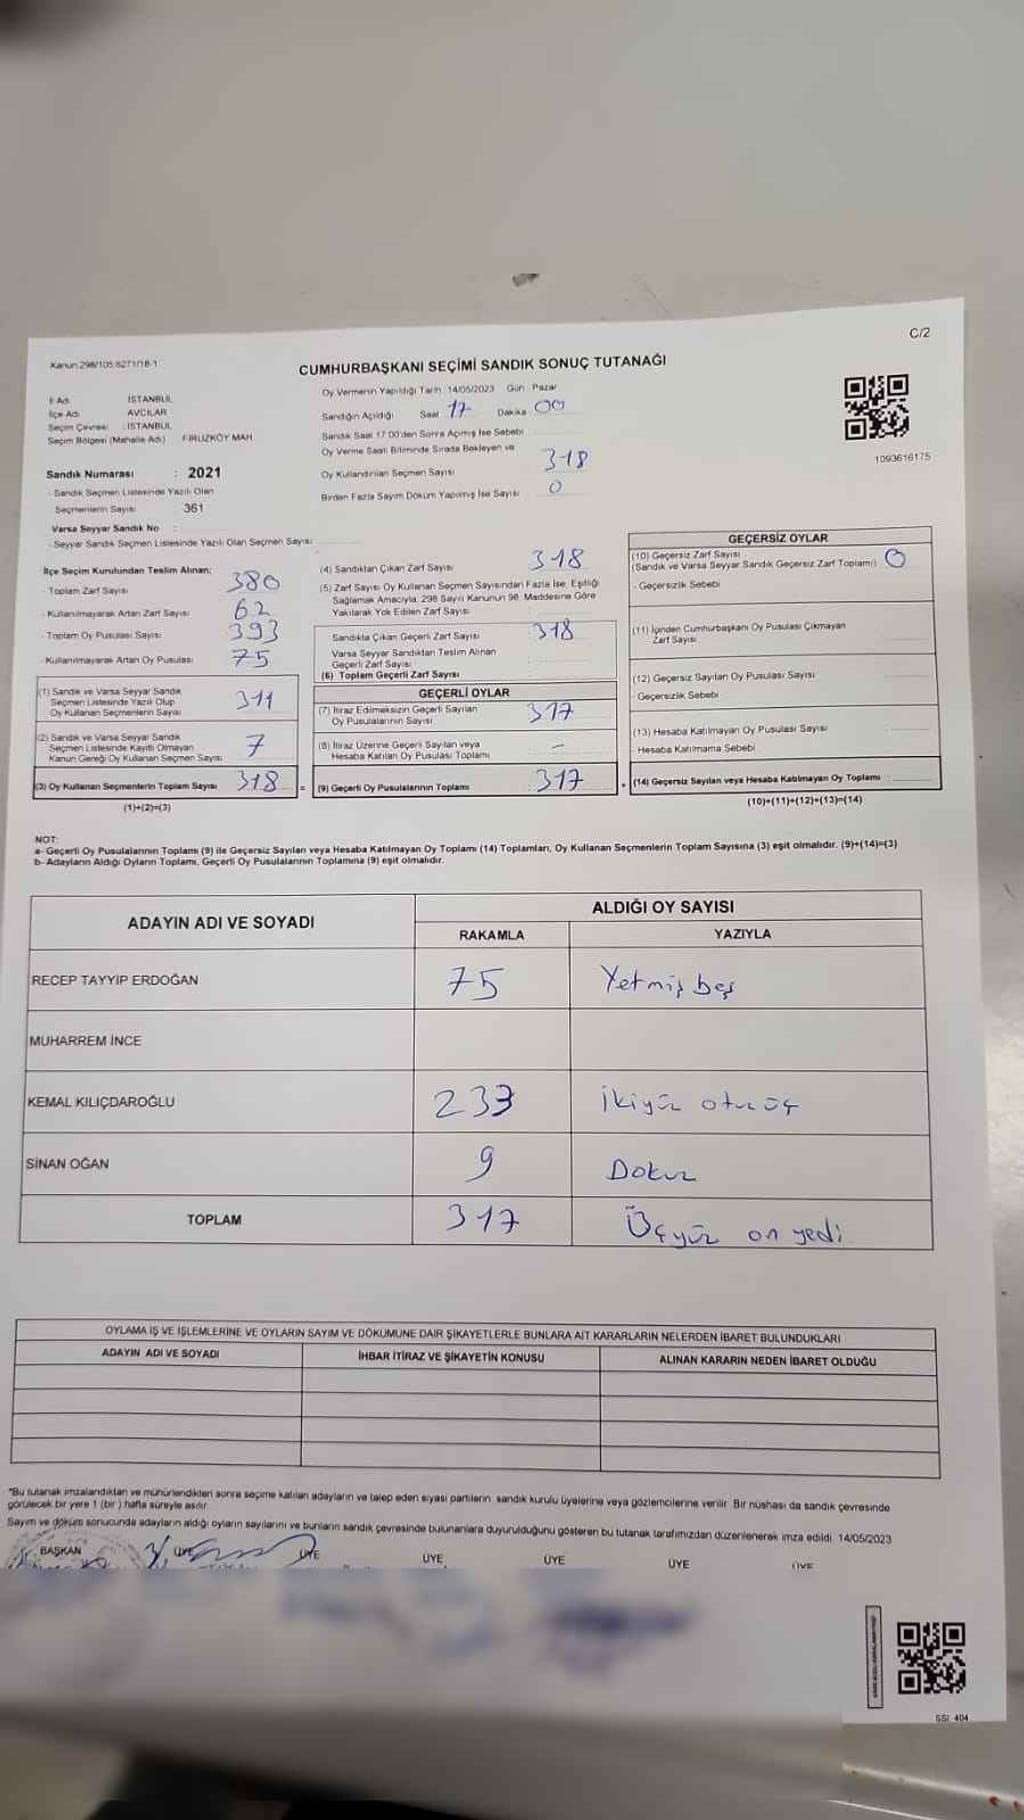 C/2
Kanun 298/105 6271/18-1
CUMHURBAŞKANI SEÇİMİ SANDIK SONUÇ TUTANAĞI
İl Adı İSTANBUL
İlçe Adı AVCILAR
Seçim Çevresi İSTANBUL
Seçim Bölgesi (Mahalle Adı) FİRUZKÖY MAH
Sandık Numarası : 2021
- Sandık Seçmen Listesinde Yazılı Olan
Seçmenlerin Sayısı 361
Varsa Seyyar Sandık No :
- Seyyar Sandık Seçmen Listesinde Yazılı Olan Seçmen Sayısı
Oy Vermenin Yapıldığı Tarih 14/05/2023 Gün Pazar
Sandığın Açıldığı Saat 17 Dakika 00
Sandık Saat 17:00'den Sonra Açılmış İse Sebebi
Oy Verme Saati Bitiminde Sırada Bekleyen ve
Oy Kullandırılan Seçmen Sayısı 318
Birden Fazla Sayım Döküm Yapılmış İse Sayısı 0
1093616175
İlçe Seçim Kurulundan Teslim Alınan;
- Toplam Zarf Sayısı 380
- Kullanılmayarak Artan Zarf Sayısı 62
- Toplam Oy Pusulası Sayısı 393
- Kullanılmayarak Artan Oy Pusulası 75
(1) Sandık ve Varsa Seyyar Sandık
Seçmen Listesinde Yazılı Olup
Oy Kullanan Seçmenlerin Sayısı 311
(2) Sandık ve Varsa Seyyar Sandık
Seçmen Listesinde Kayıtlı Olmayan
Kanun Gereği Oy Kullanan Seçmen Sayısı 7
(3) Oy Kullanan Seçmenlerin Toplam Sayısı 318 =
(1)+(2)=(3)
(4) Sandıktan Çıkan Zarf Sayısı 318
(5) Zarf Sayısı Oy Kullanan Seçmen Sayısından Fazla İse, Eşitliği
Sağlamak Amacıyla, 298 Sayılı Kanunun 98. Maddesine Göre
Yakılarak Yok Edilen Zarf Sayısı
Sandıkta Çıkan Geçerli Zarf Sayısı 318
Varsa Seyyar Sandıktan Teslim Alınan
Geçerli Zarf Sayısı
(6) Toplam Geçerli Zarf Sayısı
GEÇERLİ OYLAR
(7) İtiraz Edilmeksizin Geçerli Sayılan
Oy Pusulalarının Sayısı 317
(8) İtiraz Üzerine Geçerli Sayılan veya
Hesaba Katılan Oy Pusulası Toplamı -
(9) Geçerli Oy Pusulalarının Toplamı : 317 +
GEÇERSİZ OYLAR
(10) Geçersiz Zarf Sayısı
(Sandık ve Varsa Seyyar Sandık Geçersiz Zarf Toplamı) 0
- Geçersizlik Sebebi
(11) İçinden Cumhurbaşkanı Oy Pusulası Çıkmayan
Zarf Sayısı
(12) Geçersiz Sayılan Oy Pusulası Sayısı
- Geçersizlik Sebebi
(13) Hesaba Katılmayan Oy Pusulası Sayısı
- Hesaba Katılmama Sebebi
(14) Geçersiz Sayılan veya Hesaba Katılmayan Oy Toplamı :
(10)+(11)+(12)+(13)=(14)
NOT:
a- Geçerli Oy Pusulalarının Toplamı (9) ile Geçersiz Sayılan veya Hesaba Katılmayan Oy Toplamı (14) Toplamları, Oy Kullanan Seçmenlerin Toplam Sayısına (3) eşit olmalıdır. (9)+(14)=(3)
b- Adayların Aldığı Oyların Toplamı, Geçerli Oy Pusulalarının Toplamına (9) eşit olmalıdır.
ADAYIN ADI VE SOYADI
ALDIĞI OY SAYISI
RAKAMLA YAZIYLA
RECEP TAYYİP ERDOĞAN 75 Yetmiş beş
MUHARREM İNCE
KEMAL KILIÇDAROĞLU 233 İkiyüz otuzüç
SİNAN OĞAN 9 Dokuz
TOPLAM 317 Üçyüz on yedi
OYLAMA İŞ VE İŞLEMLERİNE VE OYLARIN SAYIM VE DÖKÜMÜNE DAİR ŞİKAYETLERLE BUNLARA AİT KARARLARIN NELERDEN İBARET BULUNDUKLARI
ADAYIN ADI VE SOYADI İHBAR İTİRAZ VE ŞİKAYETİN KONUSU ALINAN KARARIN NEDEN İBARET OLDUĞU
*Bu tutanak imzalandıktan ve mühürlendikten sonra seçime katılan adayların ve talep eden siyasi partilerin sandık kurulu üyelerine veya gözlemcilerine verilir. Bir nüshası da sandık çevresinde
görülecek bir yere 1 (bir) hafta süreyle asılır.
Sayım ve döküm sonucunda adayların aldığı oyların sayılarını ve bunların sandık çevresinde bulunanlara duyurulduğunu gösteren bu tutanak tarafımızdan düzenlenerek imza edildi. 14/05/2023
BAŞKAN ÜYE ÜYE ÜYE ÜYE ÜYE ÜYE
SSI: 404